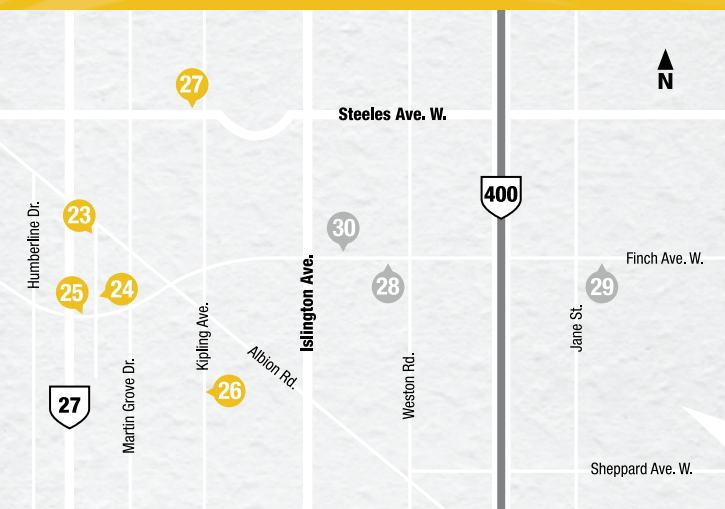 27
N
Steeles Ave. W.
400
Humberline Dr.
23
30
Finch Ave. W.
Islington Ave.
25
24
28
29
Kipling Ave.
Jane St.
Albion Rd.
Martin Grove Dr.
Weston Rd.
26
27
Sheppard Ave. W.